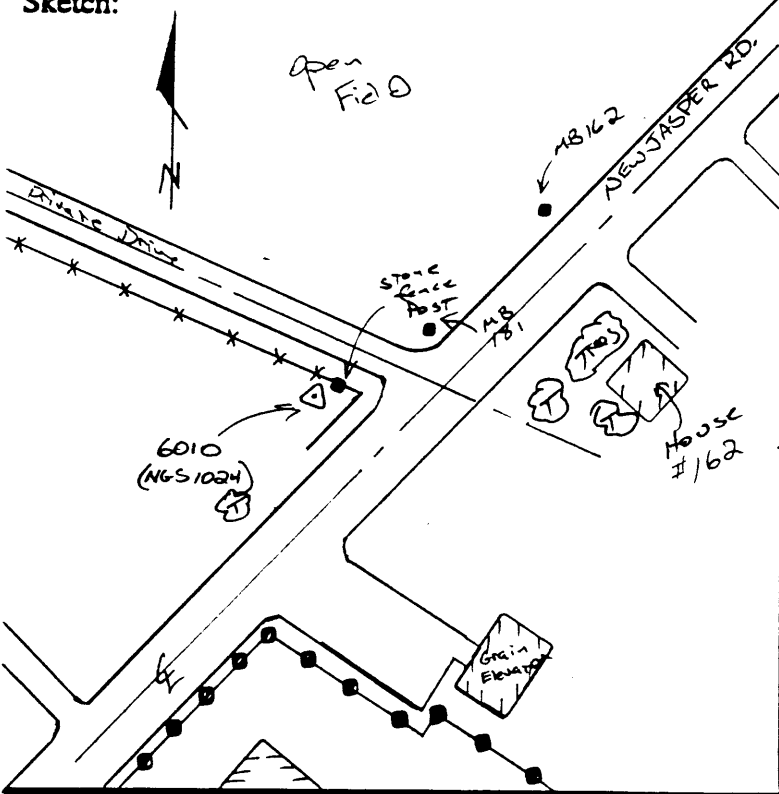 Sketch:
Open
Field
N
MB162
NEW JASPER RD.
Private Drive
stone
fence
Post
MB
181
Trees
T
T
House
#162
6010
(NGS1024)
T
℄
Grain
Elevator